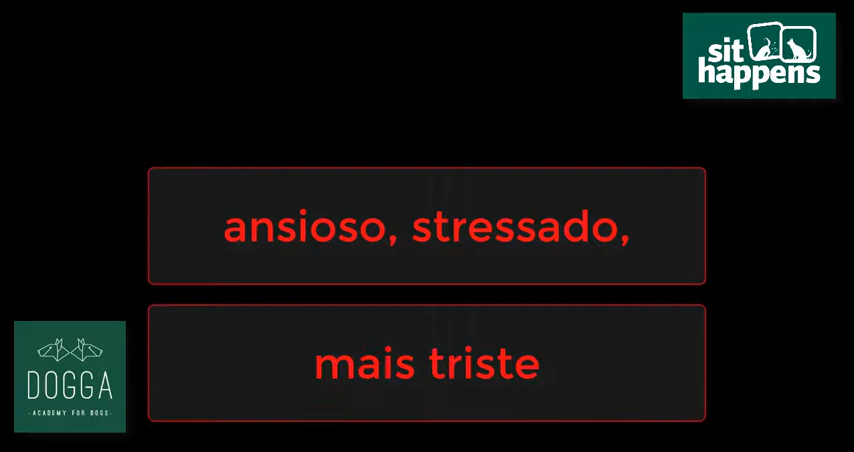 sit
happens
ansioso, stressado,
mais triste
DOGGA
-ACADEMY FOR DOGS-